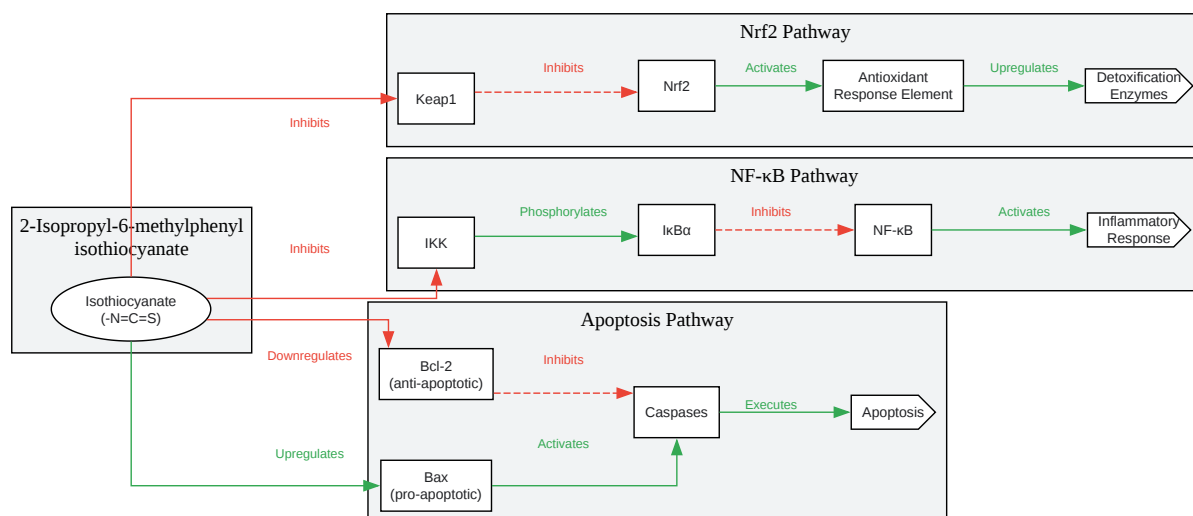 Nrf2 Pathway
Keap1
Inhibits
Nrf2
Activates
Antioxidant
Response Element
Upregulates
Detoxification
Enzymes
Inhibits
NF-κB Pathway
IKK
Phosphorylates
IκBα
Inhibits
NF-κB
Activates
Inflammatory
Response
2-Isopropyl-6-methylphenyl
isothiocyanate
Isothiocyanate
(-N=C=S)
Inhibits
Downregulates
Upregulates
Apoptosis Pathway
Bcl-2
(anti-apoptotic)
Inhibits
Caspases
Executes
Apoptosis
Activates
Bax
(pro-apoptotic)